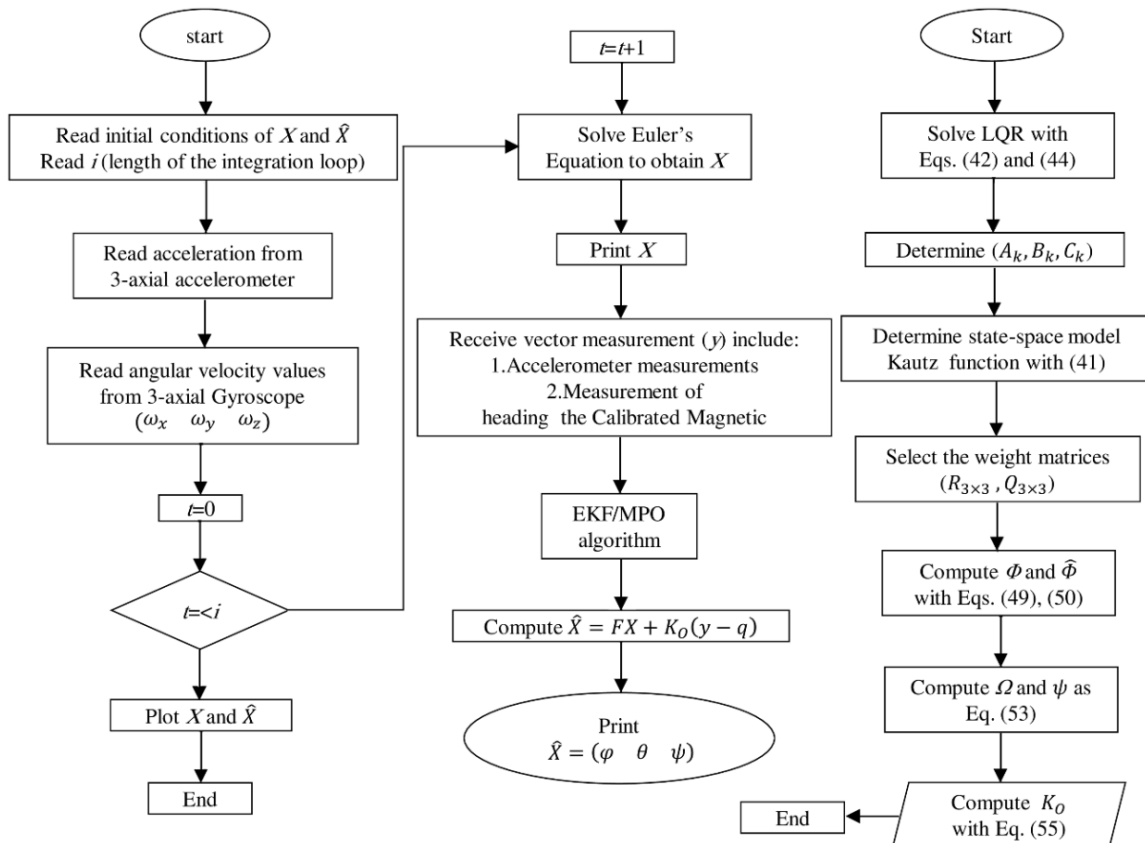 start
Read initial conditions of X and X̂
Read i (length of the integration loop)
Read acceleration from
3-axial accelerometer
Read angular velocity values
from 3-axial Gyroscope
(ω_x ω_y ω_z)
t=0
t=<i
Plot X and X̂
End
t=t+1
Solve Euler's
Equation to obtain X
Print X
Receive vector measurement (y) include:
1.Accelerometer measurements
2.Measurement of
heading the Calibrated Magnetic
EKF/MPO
algorithm
Compute X̂ = FX + K_O(y − q)
Print
X̂ = (φ θ ψ)
Start
Solve LQR with
Eqs. (42) and (44)
Determine (A_k, B_k, C_k)
Determine state-space model
Kautz function with (41)
Select the weight matrices
(R_{3×3} , Q_{3×3})
Compute Φ and Φ̂
with Eqs. (49), (50)
Compute Ω and ψ as
Eq. (53)
Compute K_O
with Eq. (55)
End